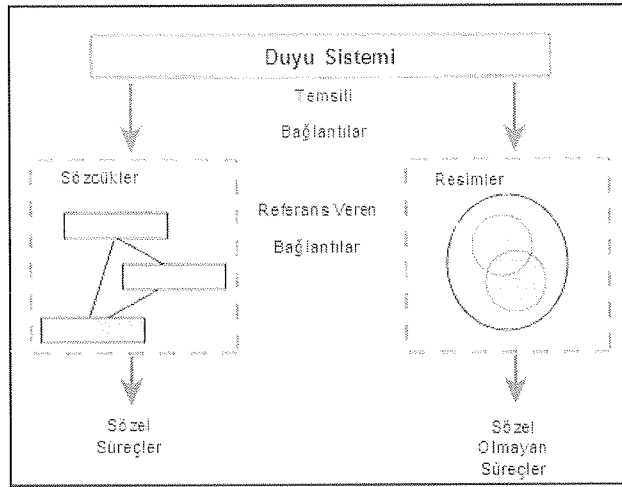 Duyu Sistemi
Temsili
Bağlantılar
Sözcükler
Resimler
Referans Veren
Bağlantılar
Sözel
Süreçler
Sözel
Olmayan
Süreçler